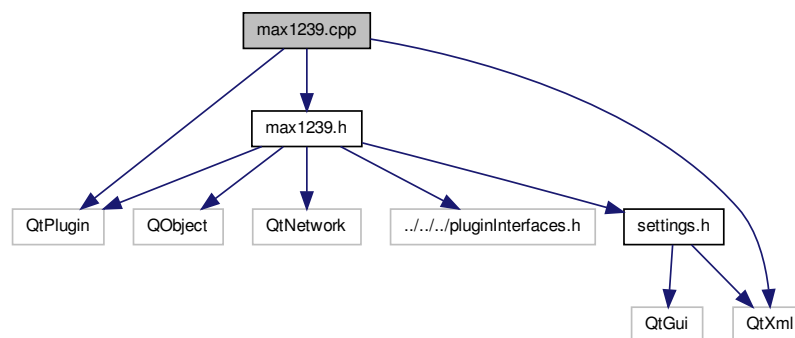 max1239.cpp
max1239.h
QtPlugin
QObject
QtNetwork
../../../pluginInterfaces.h
settings.h
QtGui
QtXml